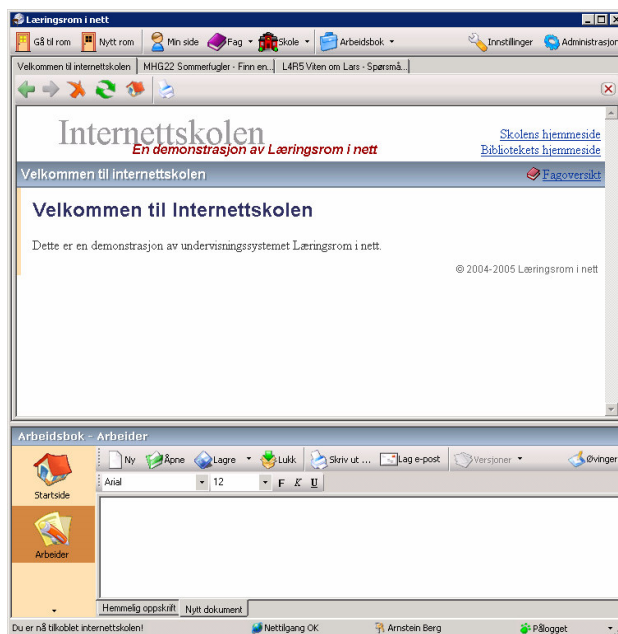 Læringsrom i nett
Gå til rom Nytt rom Min side Fag Skole Arbeidsbok Innstillinger Administrasjon
Velkommen til internettskolen MHG22 Sommerfugler - Finn en... L4R5 Viten om Lars - Spørsmå...
Internettskolen
En demonstrasjon av Læringsrom i nett
Skolens hjemmeside
Bibliotekets hjemmeside
Velkommen til internettskolen Fagoversikt
Velkommen til Internettskolen
Dette er en demonstrasjon av undervisningssystemet Læringsrom i nett.
© 2004-2005 Læringsrom i nett
Arbeidsbok - Arbeider
Ny Åpne Lagre Lukk Skriv ut ... Lag e-post Versjoner Øvinger
Arial 12 F K U
Startside
Arbeider
Hemmelig oppskrift Nytt dokument
Du er nå tilkoblet internettskolen! Nettilgang OK Arnstein Berg Pålogget